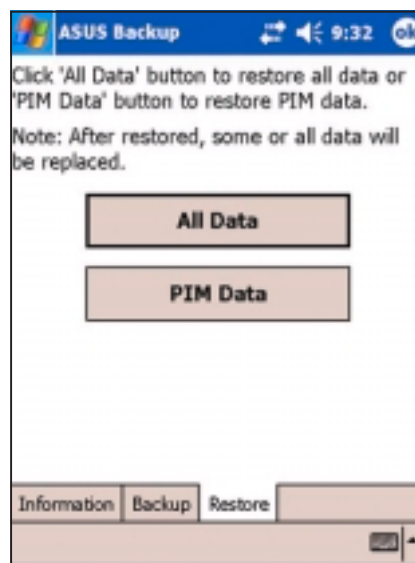 ASUS Backup 9:32 ok
Click 'All Data' button to restore all data or
'PIM Data' button to restore PIM data.
Note: After restored, some or all data will
be replaced.
All Data
PIM Data
Information Backup Restore